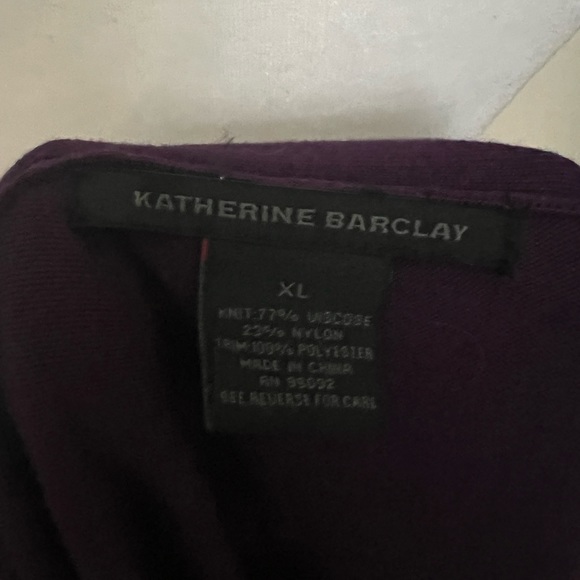 KATHERINE BARCLAY
XL
KNIT:77% VISCOSE
23% NYLON
TRIM:100% POLYESTER
MADE IN CHINA
RN 98092
SEE REVERSE FOR CARE